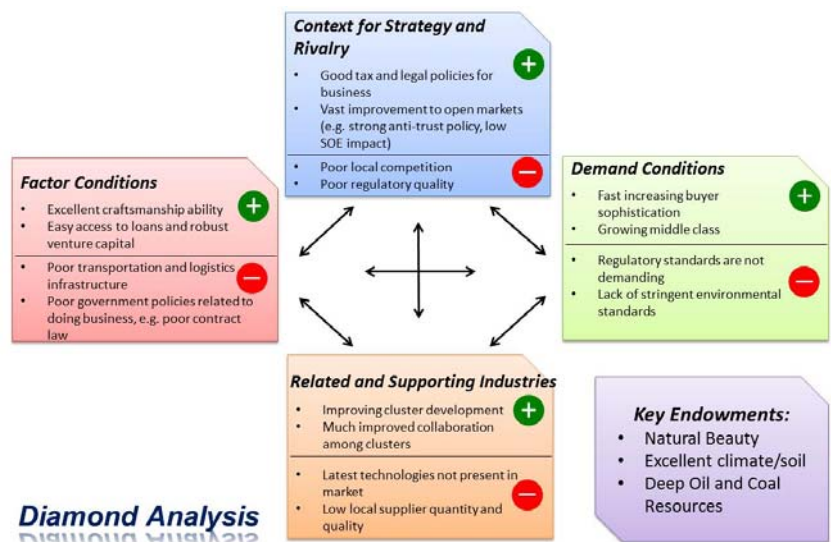 Context for Strategy and
Rivalry
• Good tax and legal policies for
business
• Vast improvement to open markets
(e.g. strong anti-trust policy, low
SOE impact)
• Poor local competition
• Poor regulatory quality
Factor Conditions
• Excellent craftsmanship ability
• Easy access to loans and robust
venture capital
• Poor transportation and logistics
infrastructure
• Poor government policies related to
doing business, e.g. poor contract
law
Demand Conditions
• Fast increasing buyer
sophistication
• Growing middle class
• Regulatory standards are not
demanding
• Lack of stringent environmental
standards
Related and Supporting Industries
• Improving cluster development
• Much improved collaboration
among clusters
• Latest technologies not present in
market
• Low local supplier quantity and
quality
Key Endowments:
• Natural Beauty
• Excellent climate/soil
• Deep Oil and Coal
Resources
Diamond Analysis